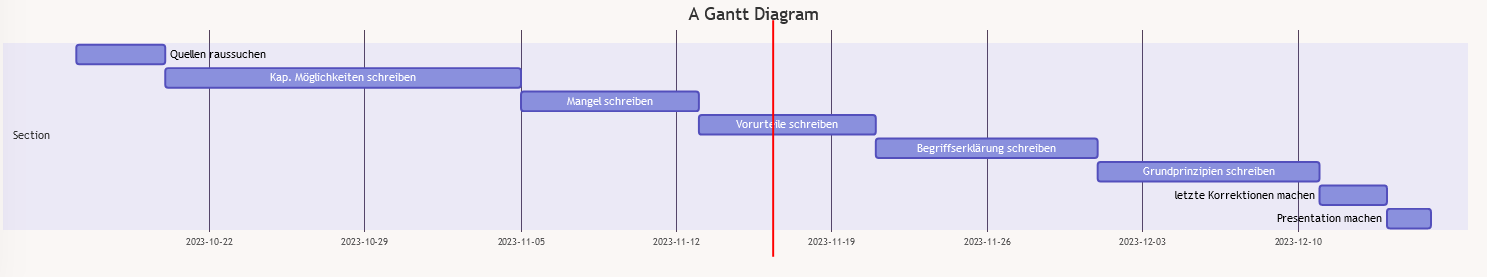 A Gantt Diagram
Quellen raussuchen
Kap. Möglichkeiten schreiben
Mangel schreiben
Vorurteile schreiben
Section
Begriffserklärung schreiben
Grundprinzipien schreiben
letzte Korrektionen machen
Presentation machen
2023-10-22 2023-10-29 2023-11-05 2023-11-12 2023-11-19 2023-11-26 2023-12-03 2023-12-10